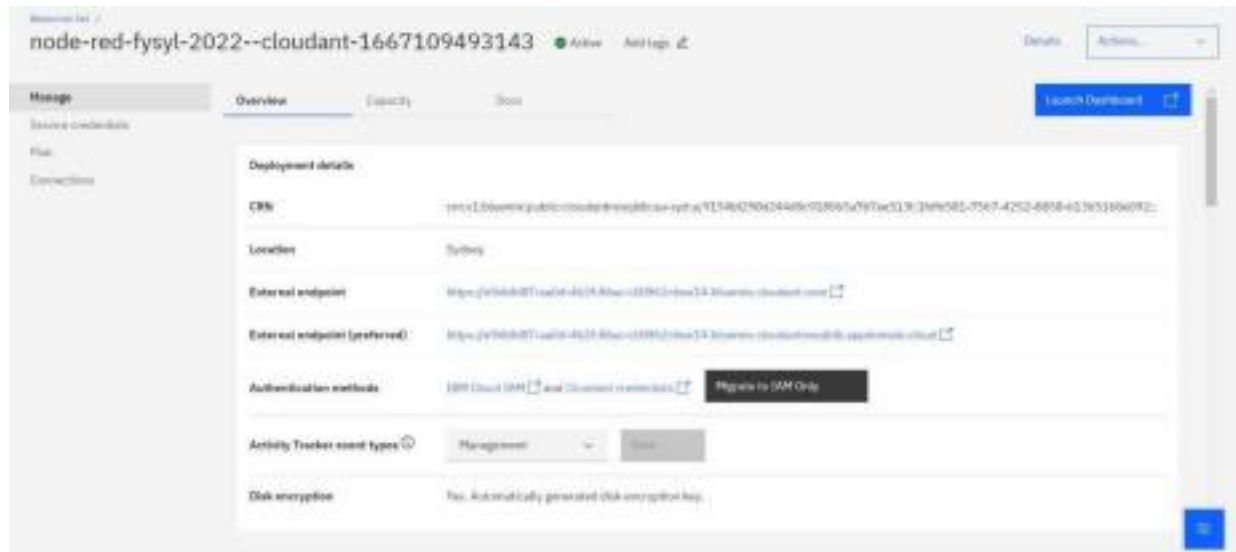 Resource list /
node-red-fysyl-2022--cloudant-1667109493143 Active Add tags
Details Actions...
Manage
Service credentials
Plan
Connections
Overview Capacity Docs
Launch Dashboard
Deployment details
CRN
Location Sydney
External endpoint
External endpoint (preferred)
Authentication methods IBM Cloud IAM and Cloudant credentials Migrate to IAM Only
Activity Tracker event types Management Save
Disk encryption Yes. Automatically generated disk encryption key.